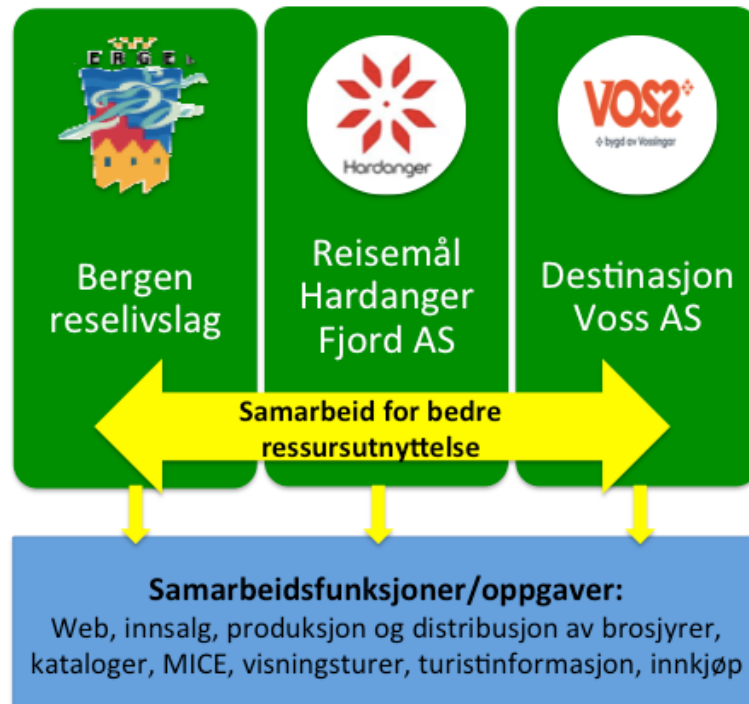 BERGEN
Hardanger
VOSS
bygd av Vossingar
Bergen
reselivslag
Reisemål
Hardanger
Fjord AS
Destinasjon
Voss AS
Samarbeid for bedre
ressursutnyttelse
Samarbeidsfunksjoner/oppgaver:
Web, innsalg, produksjon og distribusjon av brosjyrer,
kataloger, MICE, visningsturer, turistinformasjon, innkjøp